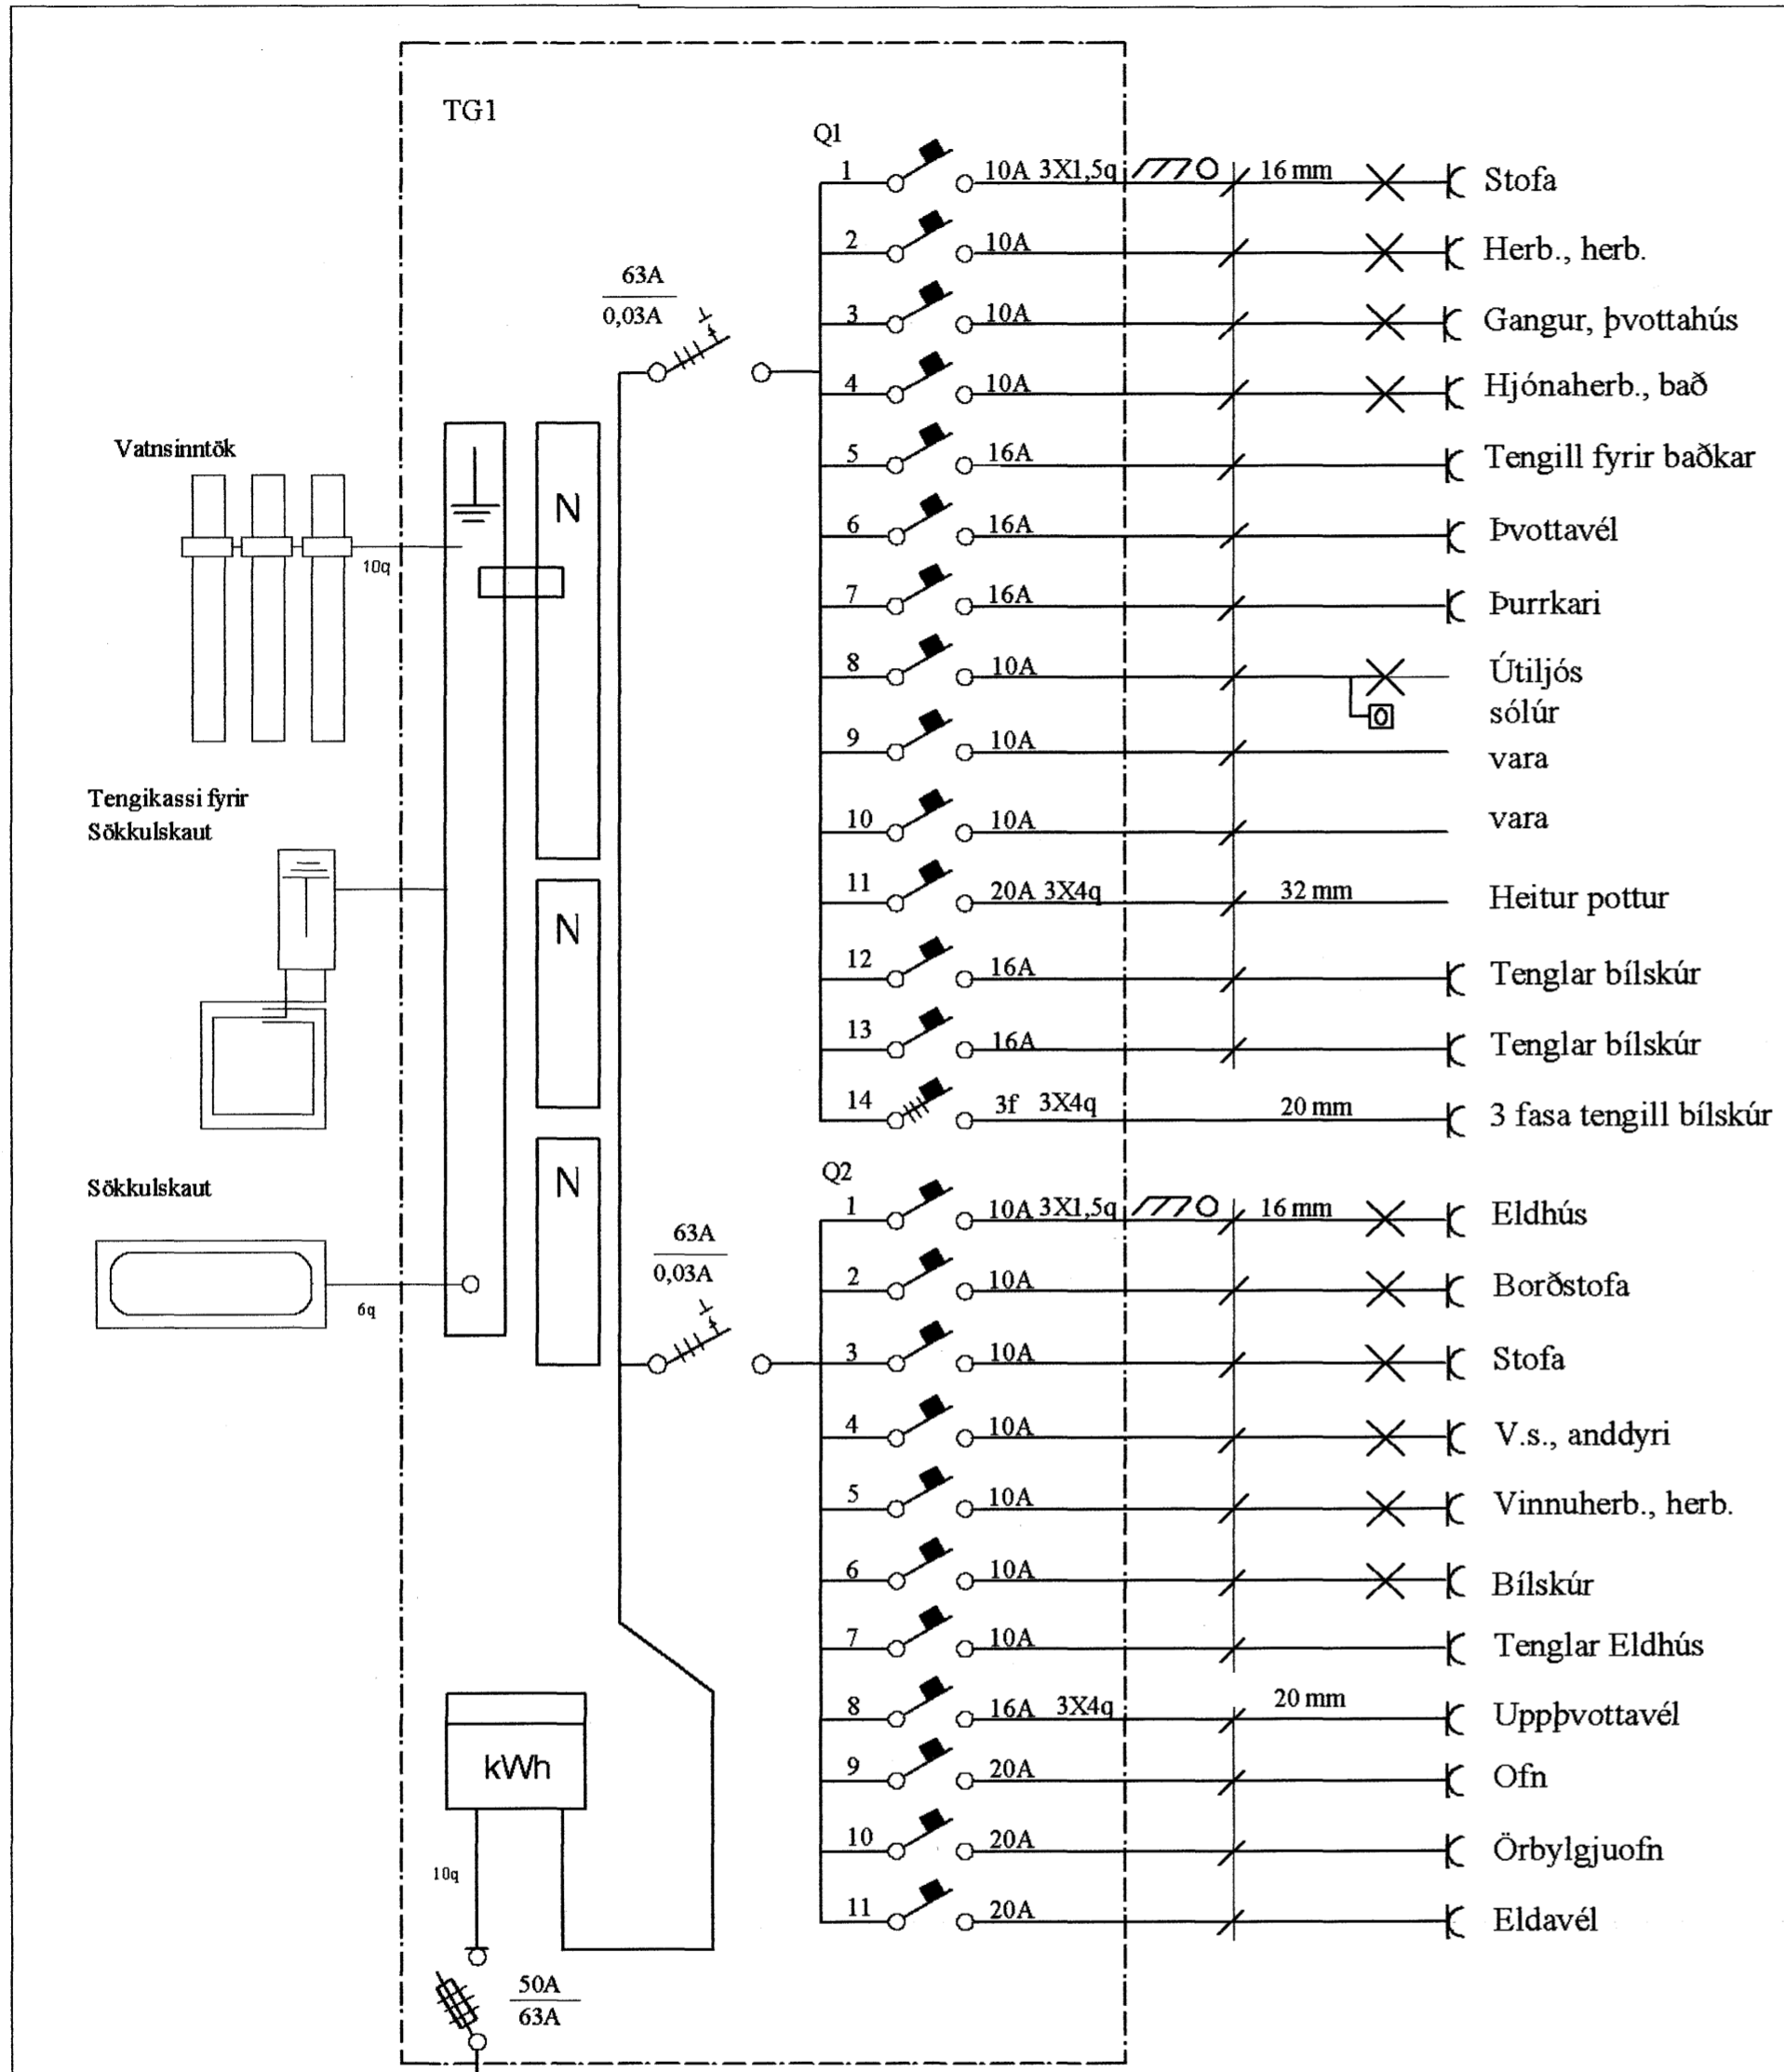 TG1
Q1
1 10A 3X1,5q 16 mm Stofa
2 10A Herb., herb.
63A
0,03A
3 10A Gangur, þvottahús
4 10A Hjónaherb., bað
Vatnsinntök
10q
N
5 16A Tengill fyrir baðkar
6 16A Þvottavél
7 16A Þurrkari
8 10A Útiljós
sólúr
9 10A vara
Tengikassi fyrir
Sökkulskaut
10 10A vara
N
11 20A 3X4q 32 mm Heitur pottur
12 16A Tenglar bílskúr
13 16A Tenglar bílskúr
14 3f 3X4q 20 mm 3 fasa tengill bílskúr
Sökkulskaut
6q
N
Q2
1 10A 3X1,5q 16 mm Eldhús
63A
0,03A
2 10A Borðstofa
3 10A Stofa
4 10A V.s., anddyri
5 10A Vinnuherb., herb.
6 10A Bílskúr
7 10A Tenglar Eldhús
8 16A 3X4q 20 mm Uppþvottavél
kWh
9 20A Ofn
10 20A Örbylgjuofn
10q
11 20A Eldavél
50A
63A